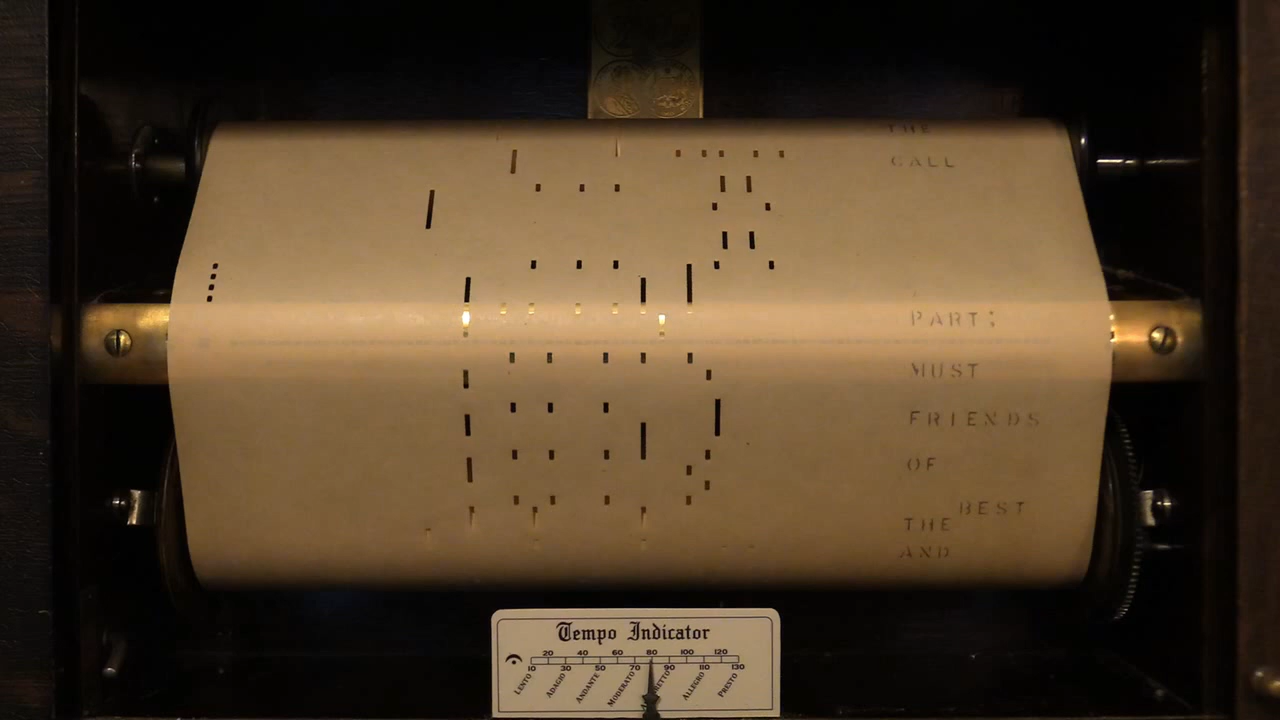 THE
CALL
PART;
MUST
FRIENDS
OF
BEST
THE
AND
Tempo Indicator
20 40 60 80 100 120
10 30 50 70 90 110 130
LENTO ADAGIO ANDANTE MODERATO ALLEGRO PRESTO